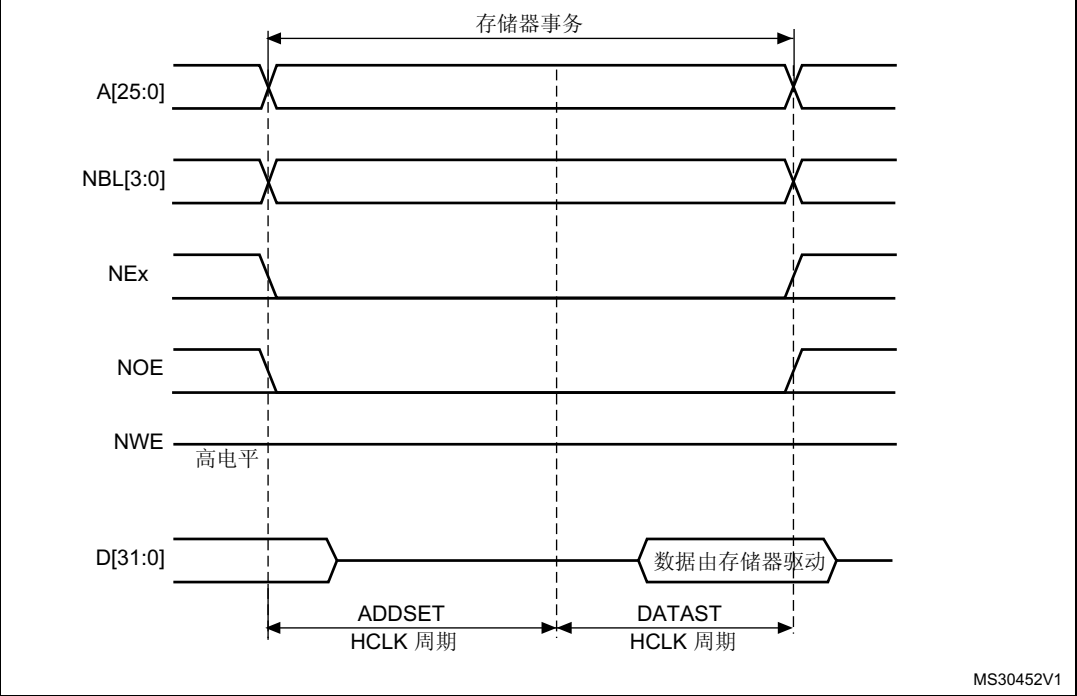 存储器事务
A[25:0]
NBL[3:0]
NEx
NOE
NWE
高电平
D[31:0]
数据由存储器驱动
ADDSET
DATAST
HCLK 周期
HCLK 周期
MS30452V1